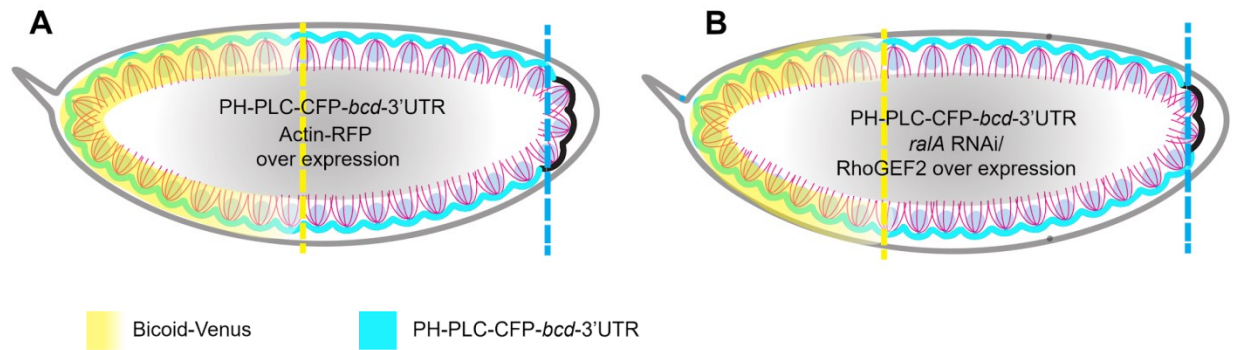 A
PH-PLC-CFP-bcd-3'UTR
Actin-RFP
over expression
B
PH-PLC-CFP-bcd-3'UTR
ralA RNAi/
RhoGEF2 over expression
Bicoid-Venus
PH-PLC-CFP-bcd-3'UTR